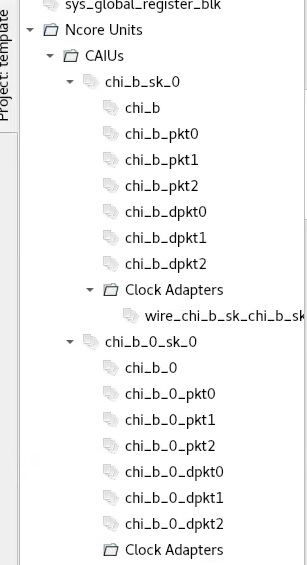 sys_global_register_blk
Project: template
Ncore Units
CAIUs
chi_b_sk_0
chi_b
chi_b_pkt0
chi_b_pkt1
chi_b_pkt2
chi_b_dpkt0
chi_b_dpkt1
chi_b_dpkt2
Clock Adapters
wire_chi_b_sk_chi_b_sk
chi_b_0_sk_0
chi_b_0
chi_b_0_pkt0
chi_b_0_pkt1
chi_b_0_pkt2
chi_b_0_dpkt0
chi_b_0_dpkt1
chi_b_0_dpkt2
Clock Adapters